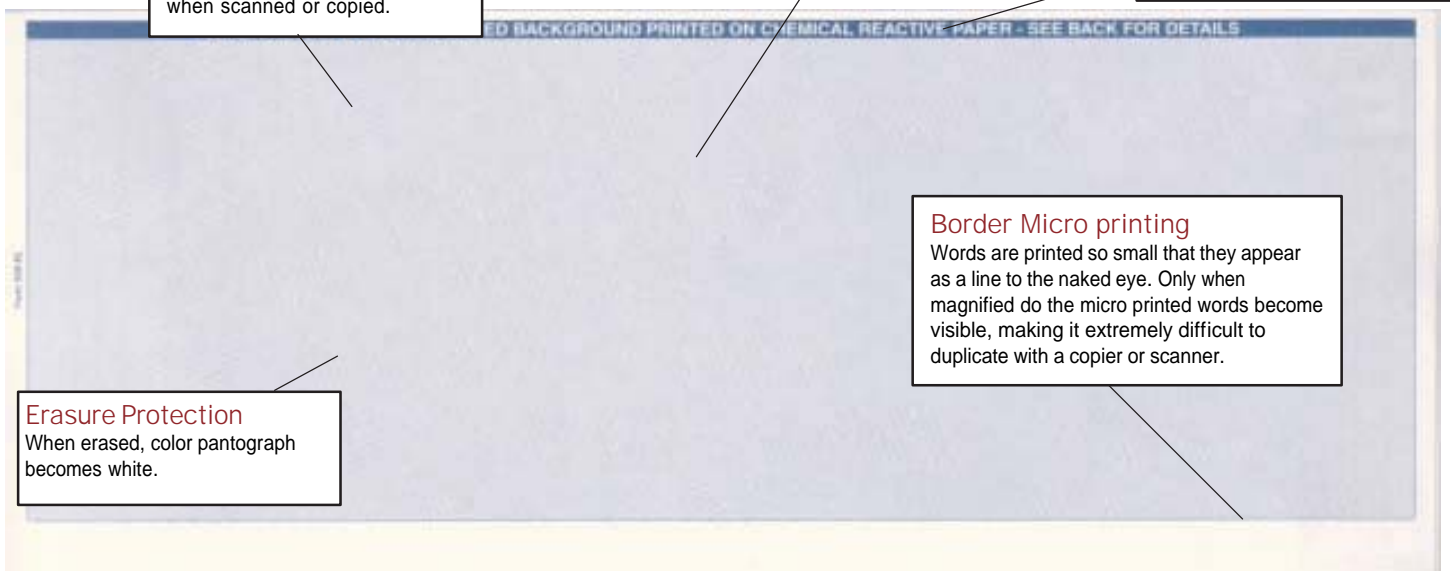 when scanned or copied.
ED BACKGROUND PRINTED ON CHEMICAL REACTIVE PAPER - SEE BACK FOR DETAILS
Border Micro printing
Words are printed so small that they appear
as a line to the naked eye. Only when
magnified do the micro printed words become
visible, making it extremely difficult to
duplicate with a copier or scanner.
Erasure Protection
When erased, color pantograph
becomes white.